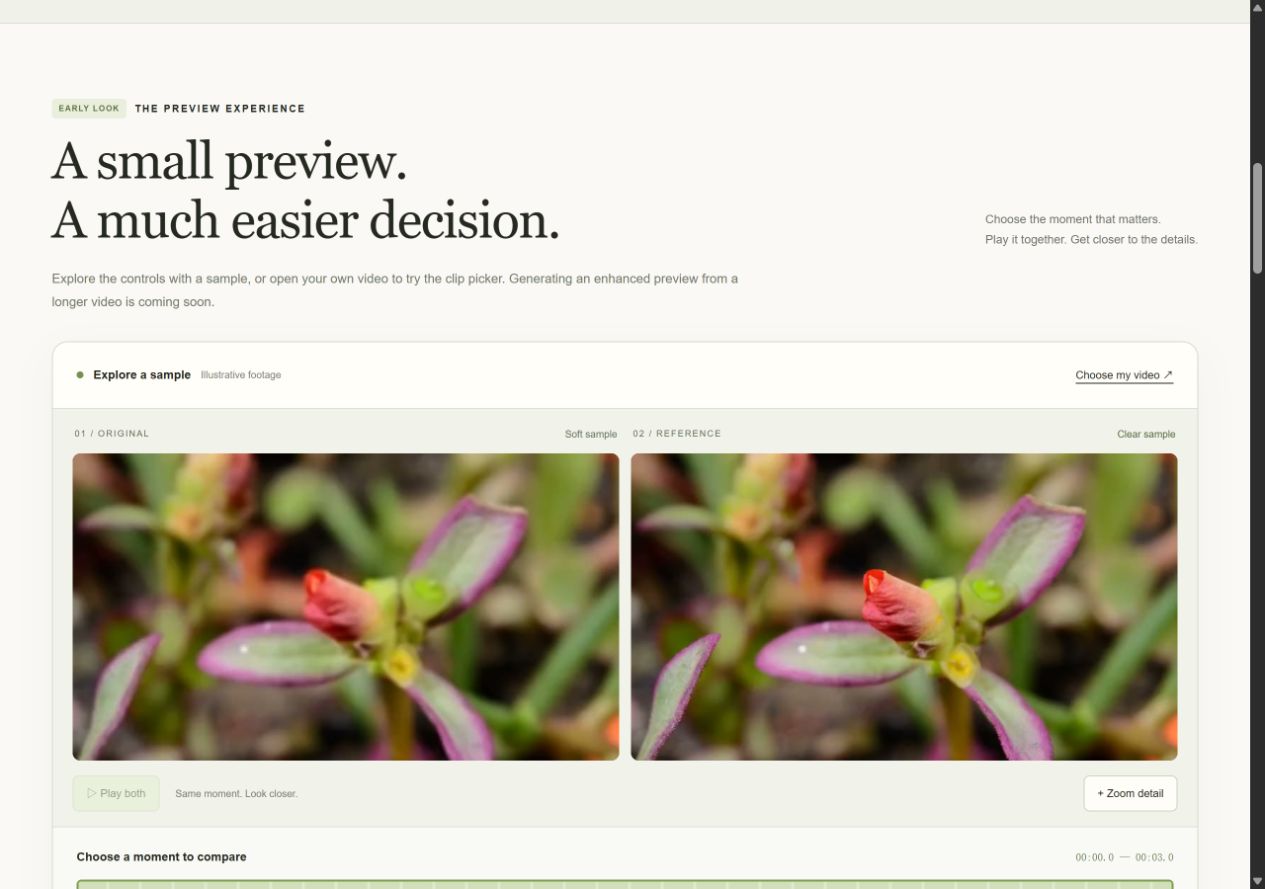 EARLY LOOK THE PREVIEW EXPERIENCE
A small preview.
A much easier decision.
Choose the moment that matters.
Play it together. Get closer to the details.
Explore the controls with a sample, or open your own video to try the clip picker. Generating an enhanced preview from a
longer video is coming soon.
Explore a sample Illustrative footage
Choose my video ↗
01 / ORIGINAL
Soft sample
02 / REFERENCE
Clear sample
▷ Play both
Same moment. Look closer.
+ Zoom detail
Choose a moment to compare
00:00.0 — 00:03.0